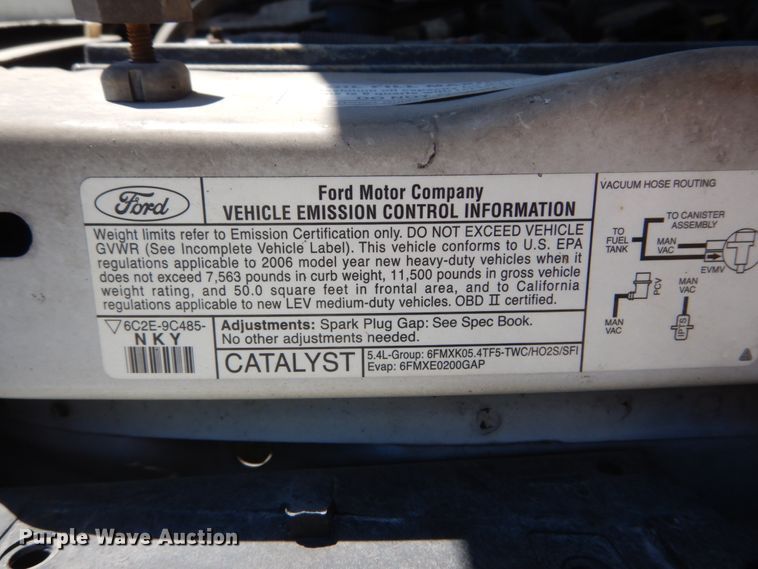 Ford
Ford Motor Company
VEHICLE EMISSION CONTROL INFORMATION
Weight limits refer to Emission Certification only. DO NOT EXCEED VEHICLE
GVWR (See Incomplete Vehicle Label). This vehicle conforms to U.S. EPA
regulations applicable to 2006 model year new heavy-duty vehicles when it
does not exceed 7,563 pounds in curb weight, 11,500 pounds in gross vehicle
weight rating, and 50.0 square feet in frontal area, and to California
regulations applicable to new LEV medium-duty vehicles. OBD II certified.
6C2E-9C485-
NKY
Adjustments: Spark Plug Gap: See Spec Book.
No other adjustments needed.
CATALYST
5.4L-Group: 6FMXK05.4TF5-TWC/HO2S/SFI
Evap: 6FMXE0200GAP
VACUUM HOSE ROUTING
TO CANISTER
ASSEMBLY
TO
FUEL
TANK
MAN
VAC
EVMV
PCV
MAN
VAC
IPTS
MAN
VAC
Purple Wave Auction